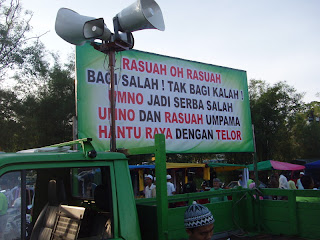 RASUAH OH RASUAH
BAGI SALAH ! TAK BAGI KALAH !
UMNO JADI SERBA SALAH
UMNO DAN RASUAH UMPAMA
HANTU RAYA DENGAN TELOR